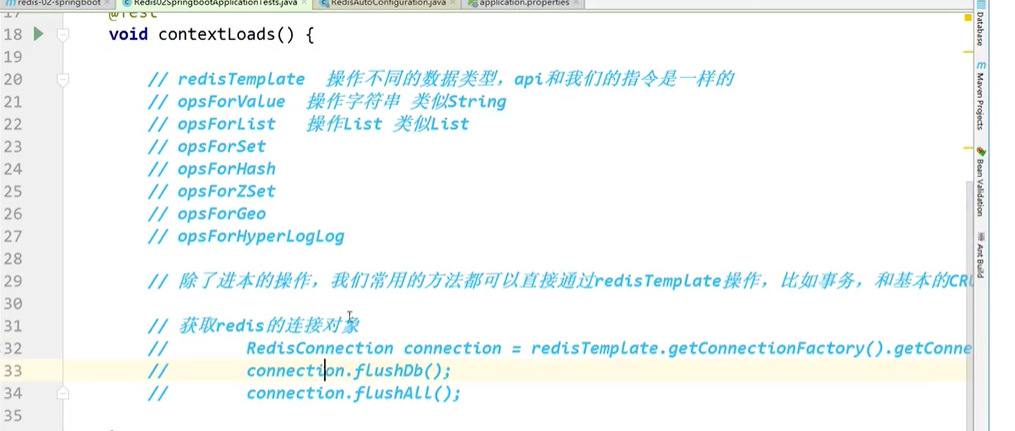 redis-02-springboot
Redis02SpringbootApplicationTests.java
RedisAutoConfiguration.java
application.properties
17 @Test
18 void contextLoads() {
19
20 // redisTemplate 操作不同的数据类型，api和我们的指令是一样的
21 // opsForValue 操作字符串 类似String
22 // opsForList 操作List 类似List
23 // opsForSet
24 // opsForHash
25 // opsForZSet
26 // opsForGeo
27 // opsForHyperLogLog
28
29 // 除了进本的操作，我们常用的方法都可以直接通过redisTemplate操作，比如事务，和基本的CRU
30
31 // 获取redis的连接对象
32 // RedisConnection connection = redisTemplate.getConnectionFactory().getConne
33 // connection.flushDb();
34 // connection.flushAll();
35
Database
Maven Projects
Bean Validation
Ant Build